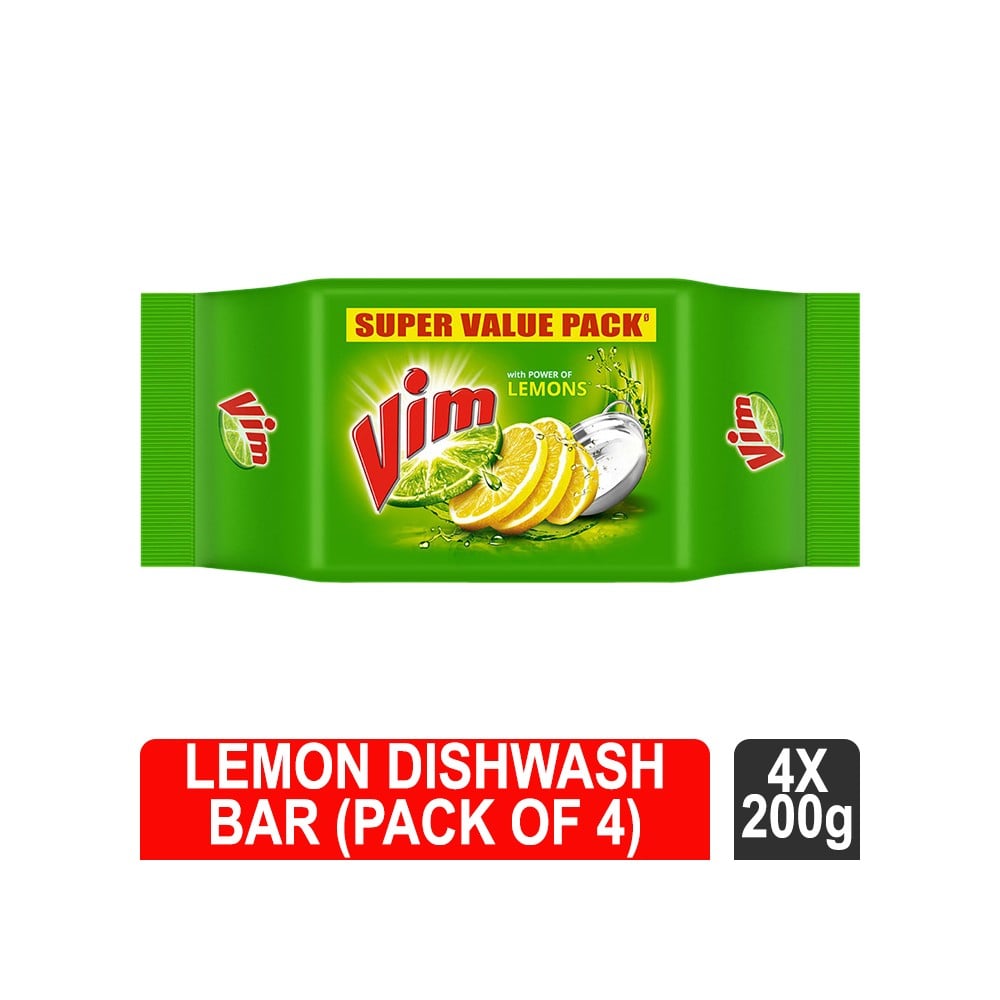 SUPER VALUE PACK
with POWER OF
LEMONS
Vim
Vim
Vim
LEMON DISHWASH
BAR (PACK OF 4)
4X
200g